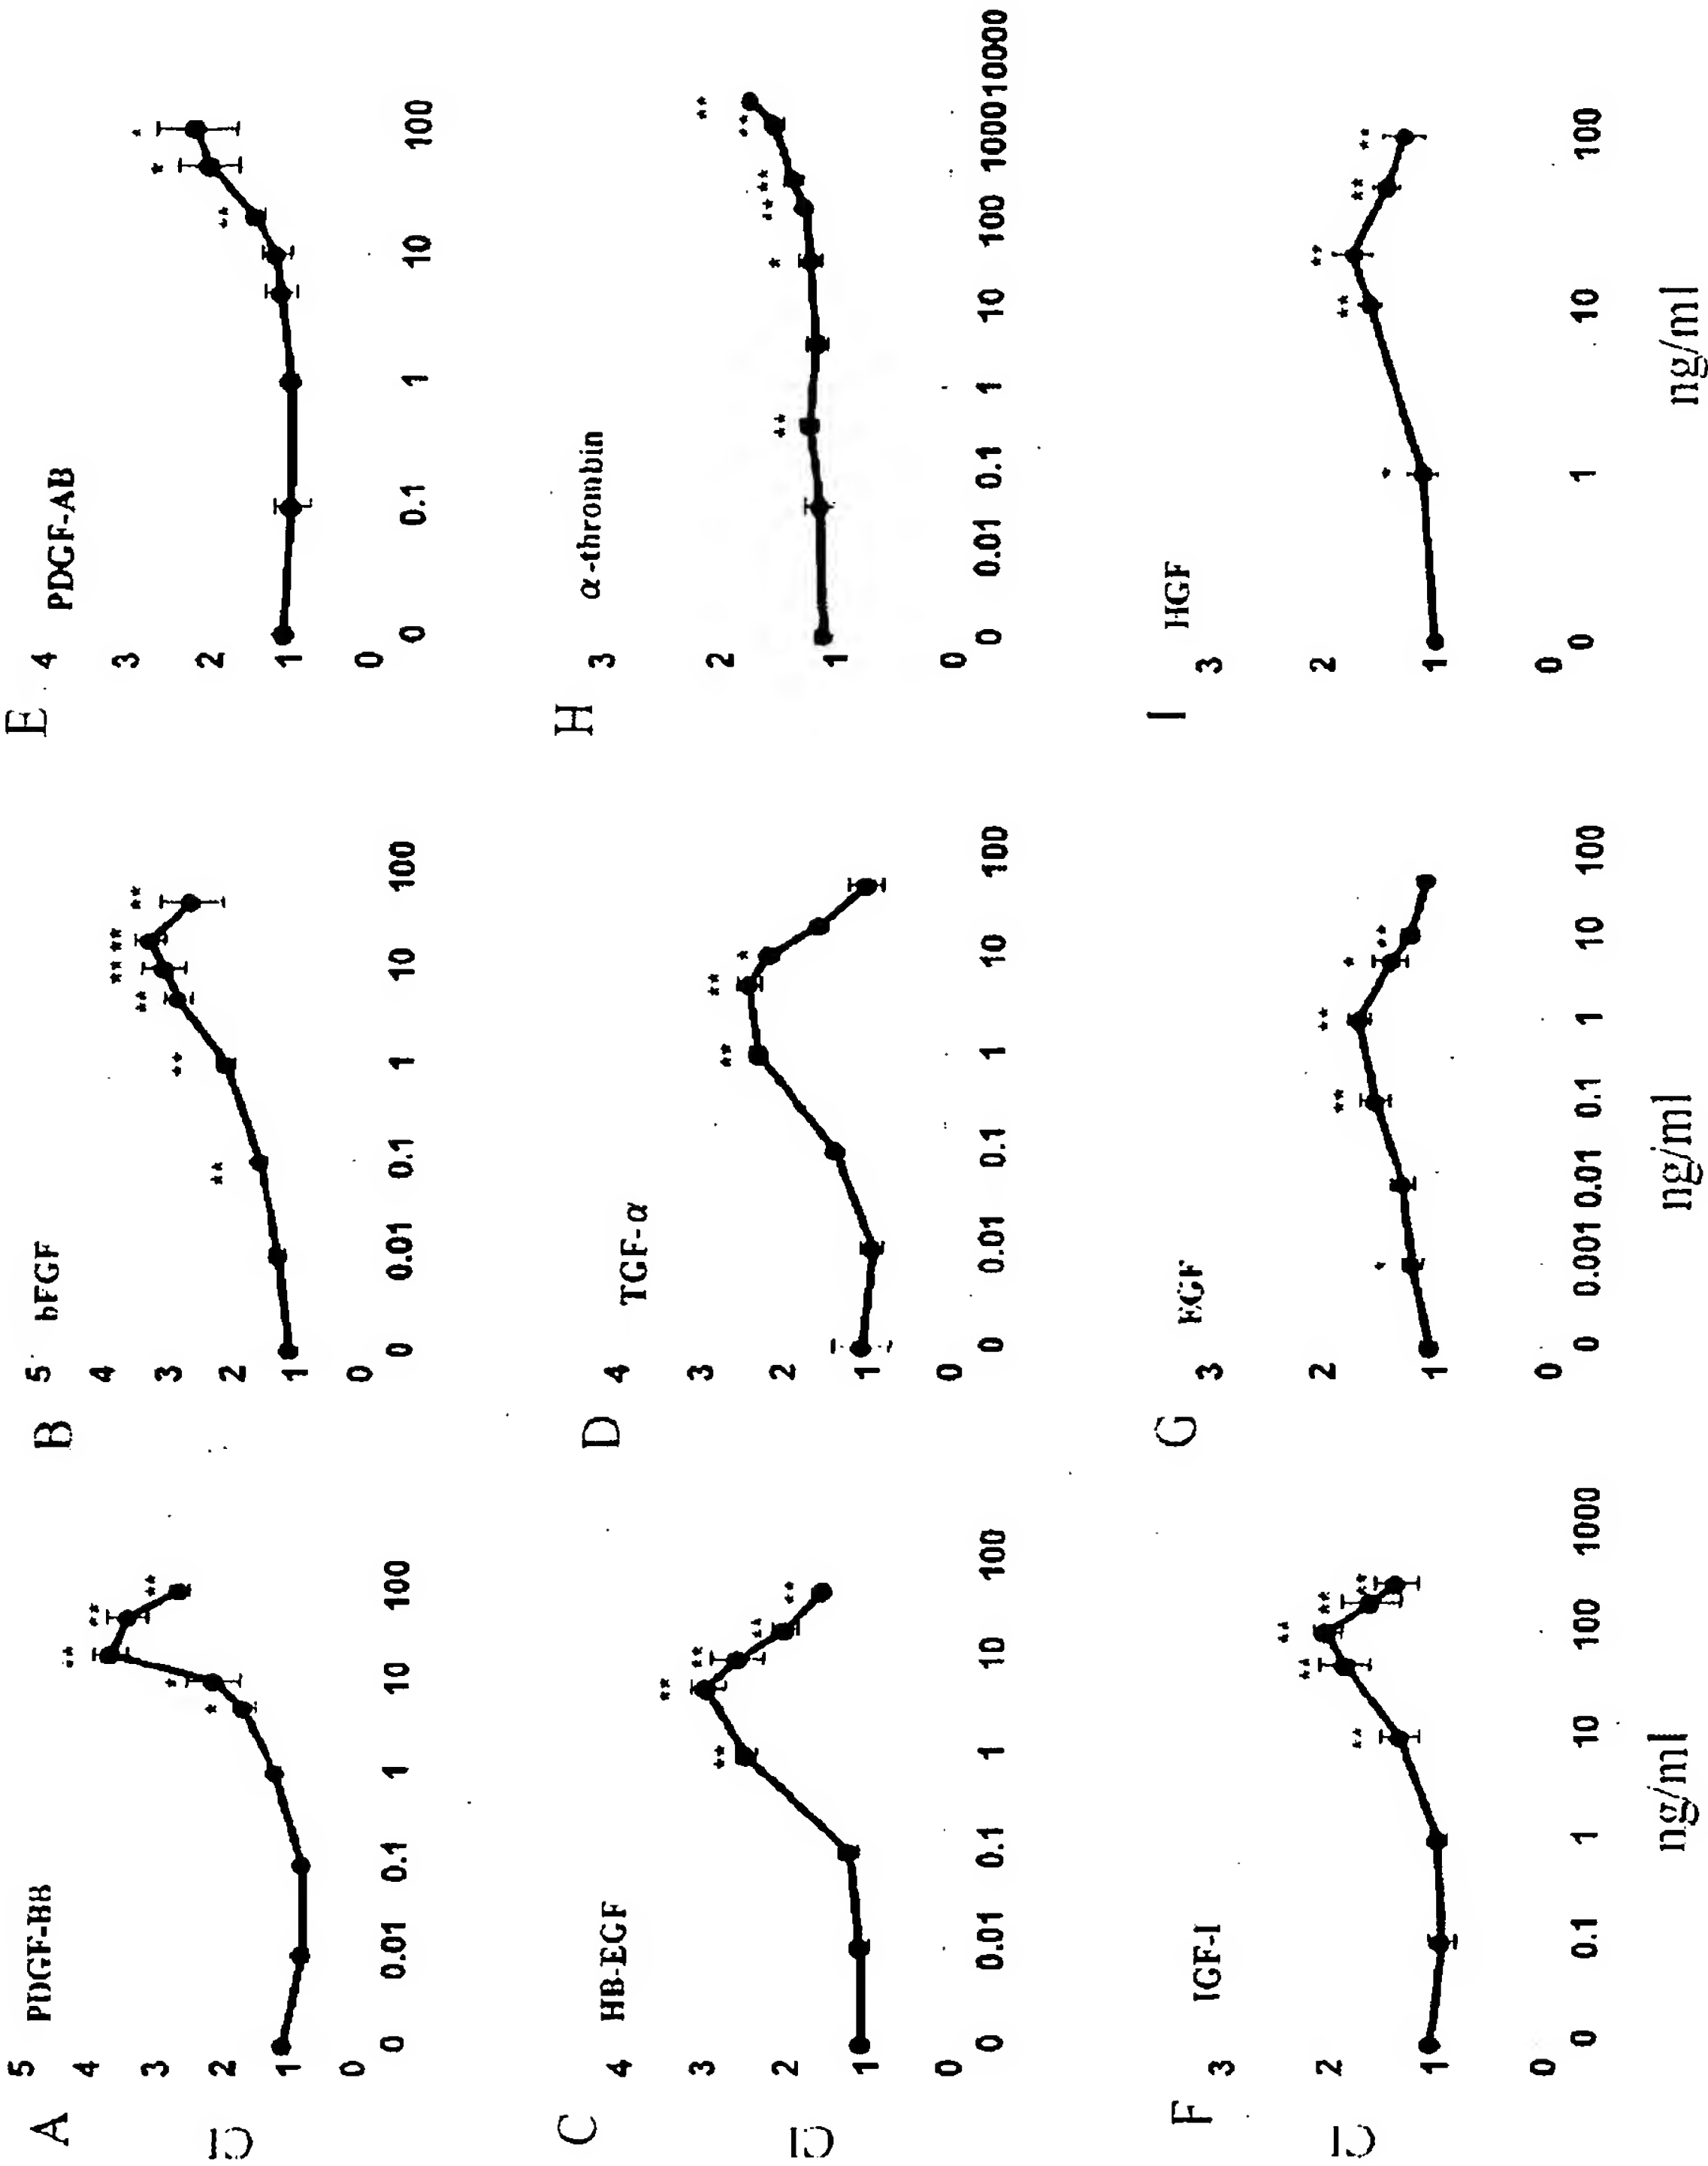 A
PDGF-BB
5
4
3
2
1
0
CI
0 0.01 0.1 1 10 100
** ** ** * *
B
bFGF
5
4
3
2
1
0
0 0.01 0.1 1 10 100
** ** ** ** ** **
E
PDGF-AB
4
3
2
1
0
0 0.1 1 10 100
** * *
C
HB-EGF
4
3
2
1
0
CI
0 0.01 0.1 1 10 100
** ** ** ** **
D
TGF-α
4
3
2
1
0
0 0.01 0.1 1 10 100
** ** *
H
α-thrombin
3
2
1
0
0 0.01 0.1 1 10 100 1000 10000
** * ** ** ** **
F
IGF-I
3
2
1
0
CI
0 0.1 1 10 100 1000
** ** ** ** **
ng/ml
G
EGF
3
2
1
0
0 0.001 0.01 0.1 1 10 100
* ** ** * **
ng/ml
I
HGF
3
2
1
0
0 1 10 100
* ** ** ** **
ng/ml